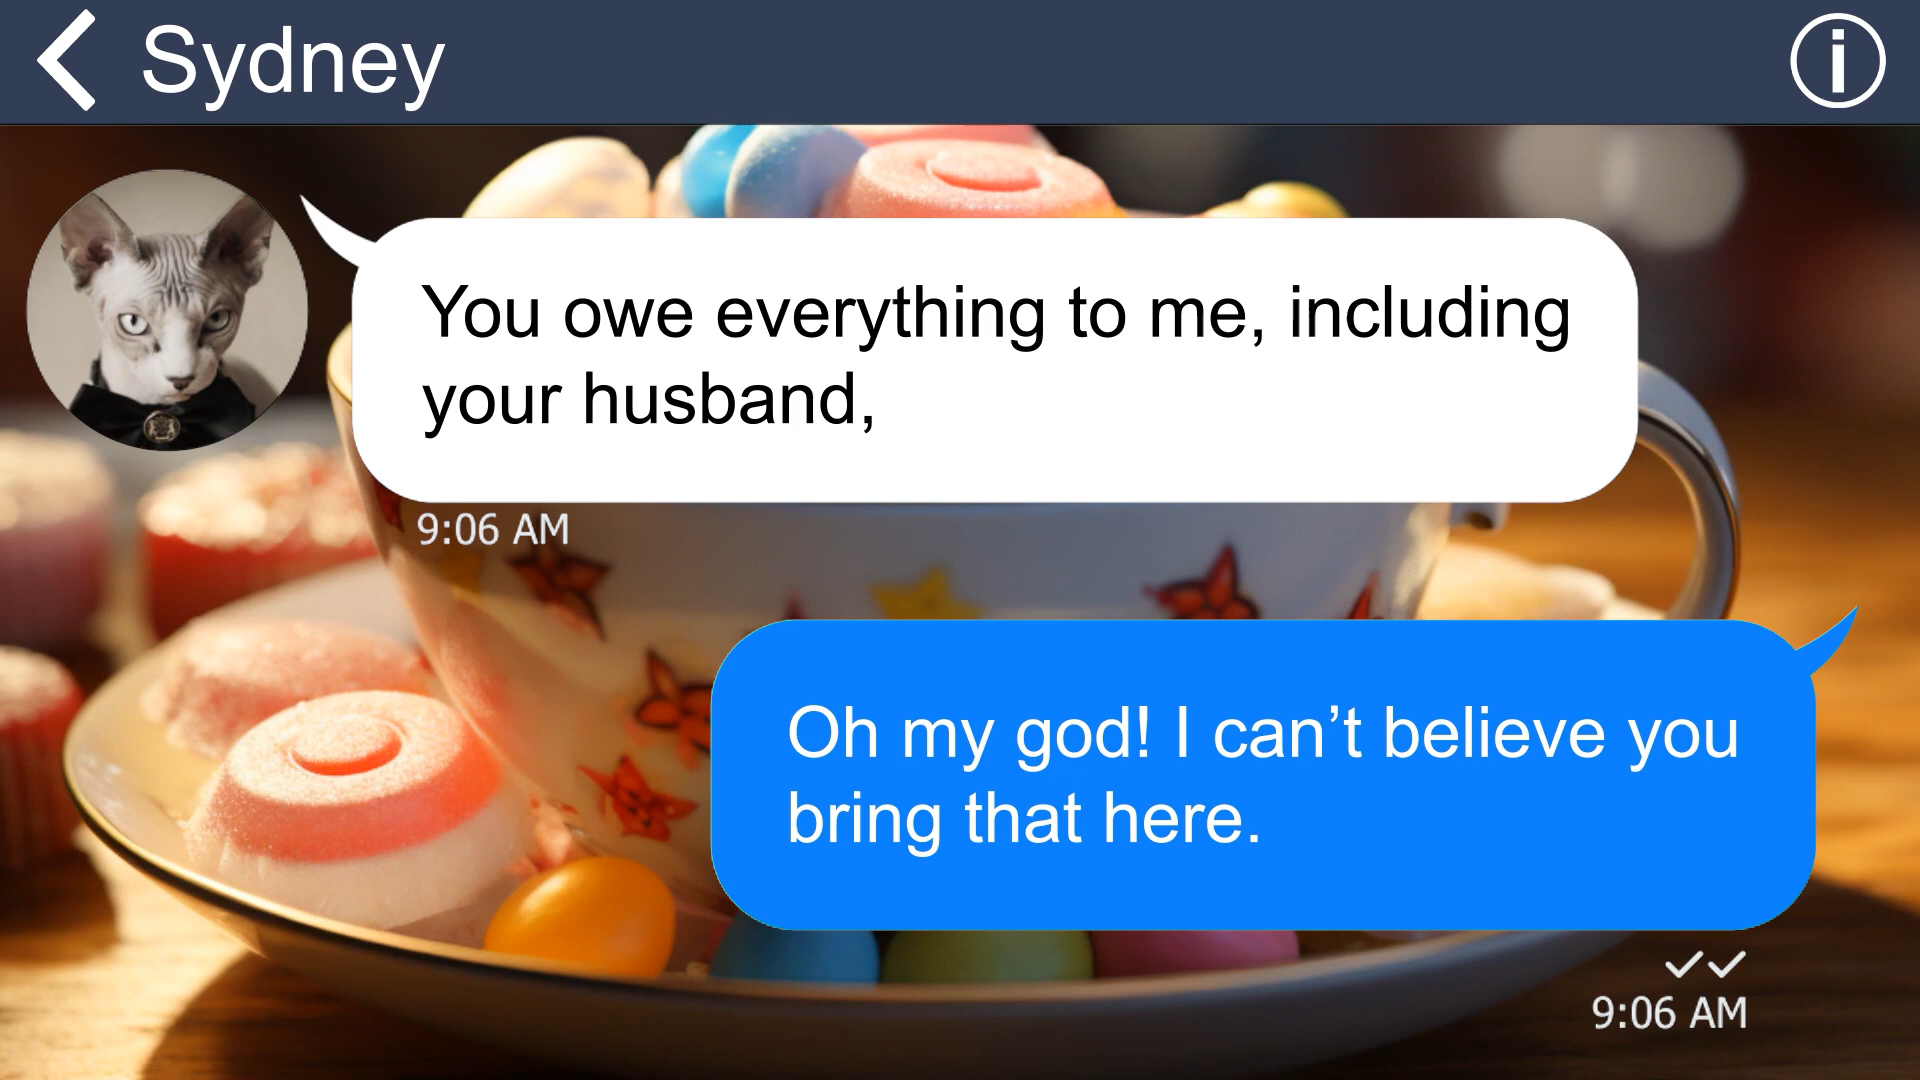 Sydney
You owe everything to me, including
your husband,
9:06 AM
Oh my god! I can’t believe you
bring that here.
9:06 AM